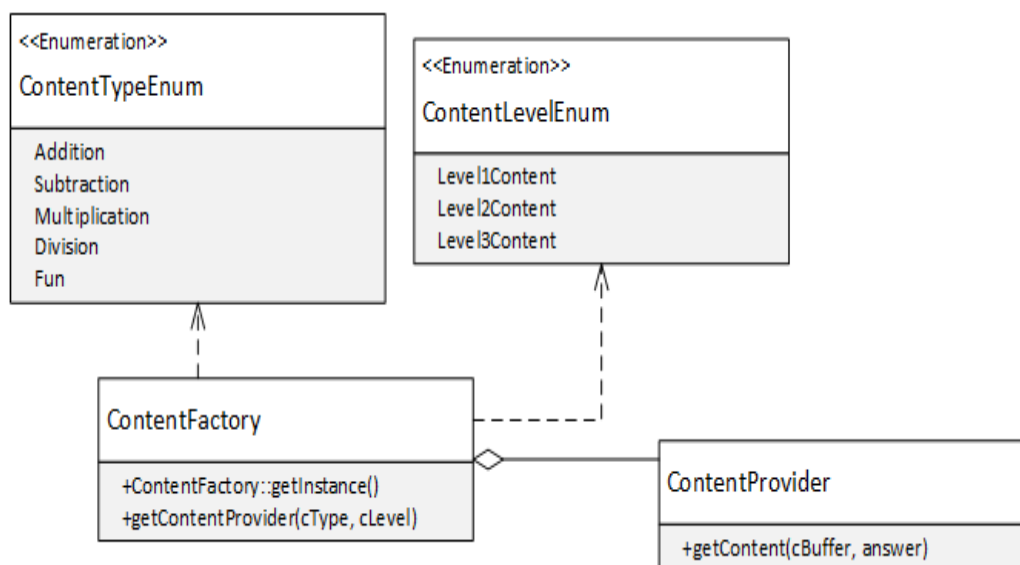 <<Enumeration>>
ContentTypeEnum
Addition
Subtraction
Multiplication
Division
Fun
<<Enumeration>>
ContentLevelEnum
Level1Content
Level2Content
Level3Content
ContentFactory
+ContentFactory::getInstance()
+getContentProvider(cType, cLevel)
ContentProvider
+getContent(cBuffer, answer)